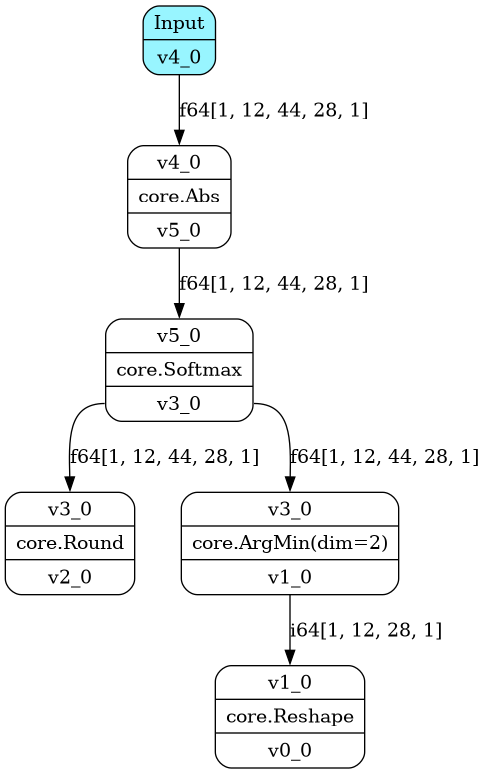 Input
v4_0
f64[1, 12, 44, 28, 1]
v4_0
core.Abs
v5_0
f64[1, 12, 44, 28, 1]
v5_0
core.Softmax
v3_0
f64[1, 12, 44, 28, 1]
f64[1, 12, 44, 28, 1]
v3_0
core.Round
v2_0
v3_0
core.ArgMin(dim=2)
v1_0
i64[1, 12, 28, 1]
v1_0
core.Reshape
v0_0